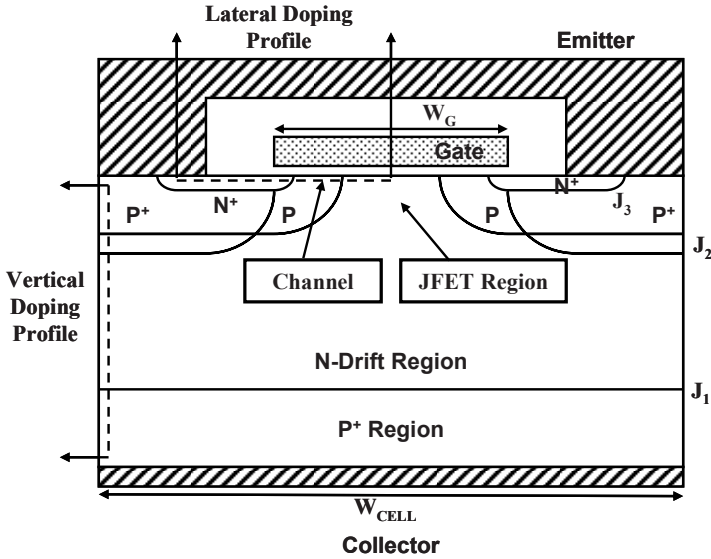 Lateral Doping
Profile
Emitter
W_G
Gate
N⁺
N⁺
P⁺
P
P
J₃
P⁺
J₂
Channel
JFET Region
Vertical
Doping
Profile
N-Drift Region
J₁
P⁺ Region
W_CELL
Collector